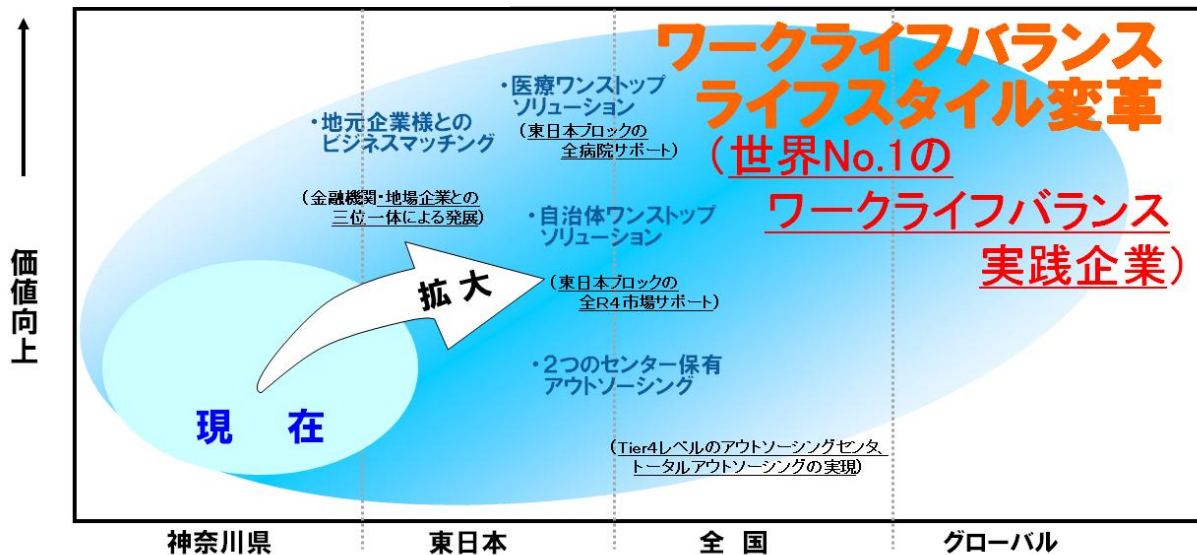 ワークライフバランス
ライフスタイル変革
（世界No.1の
ワークライフバランス
実践企業）
・医療ワンストップ
ソリューション
（東日本ブロックの
全病院サポート）
・地元企業様との
ビジネスマッチング
（金融機関・地場企業との
三位一体による発展）
・自治体ワンストップ
ソリューション
（東日本ブロックの
全R4市場サポート）
拡大
・２つのセンター保有
アウトソーシング
（Tier4レベルのアウトソーシングセンタ、
トータルアウトソーシングの実現）
現 在
価値向上
神奈川県
東日本
全 国
グローバル